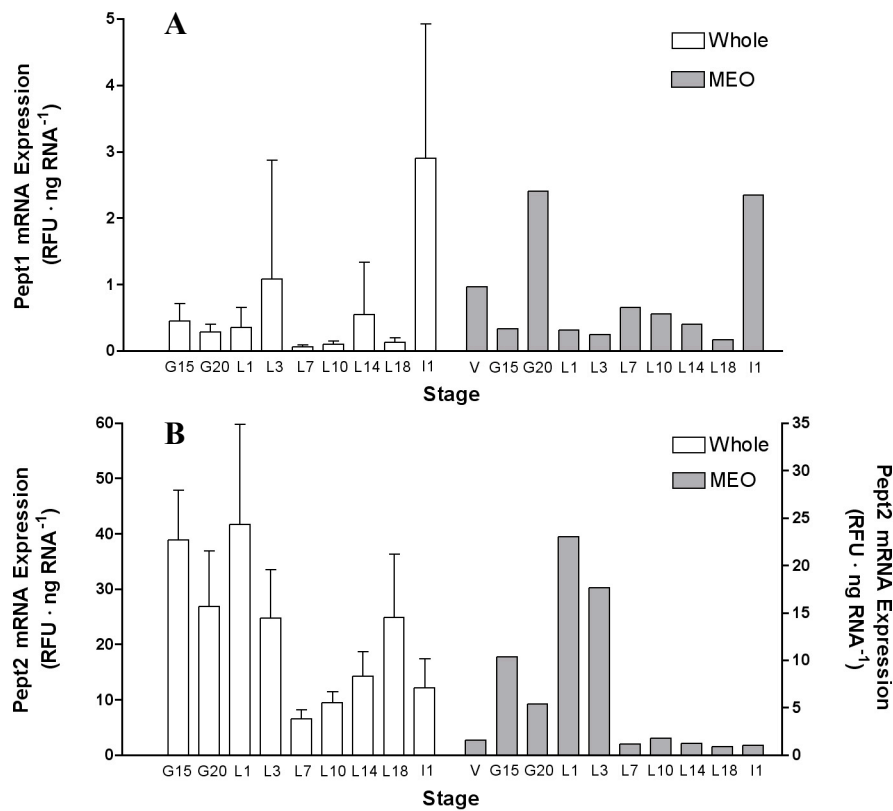 A
Whole
MEO
Pept1 mRNA Expression
(RFU · ng RNA-1)
5
4
3
2
1
0
G15 G20 L1 L3 L7 L10 L14 L18 I1 V G15 G20 L1 L3 L7 L10 L14 L18 I1
Stage
B
Whole
MEO
Pept2 mRNA Expression
(RFU · ng RNA-1)
60
50
40
30
20
10
0
35
30
25
20
15
10
5
0
Pept2 mRNA Expression
(RFU · ng RNA-1)
G15 G20 L1 L3 L7 L10 L14 L18 I1 V G15 G20 L1 L3 L7 L10 L14 L18 I1
Stage